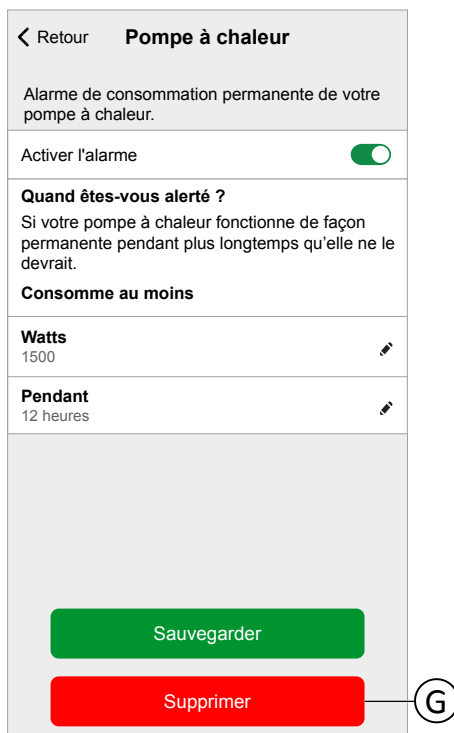 Retour Pompe à chaleur
Alarme de consommation permanente de votre
pompe à chaleur.
Activer l'alarme
Quand êtes-vous alerté ?
Si votre pompe à chaleur fonctionne de façon
permanente pendant plus longtemps qu’elle ne le
devrait.
Consomme au moins
Watts
1500
Pendant
12 heures
Sauvegarder
Supprimer
G